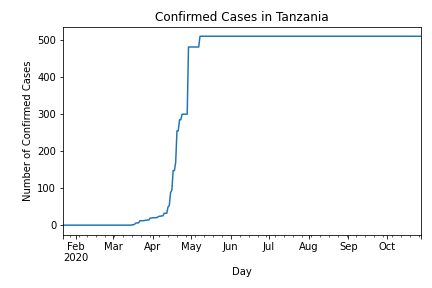 Confirmed Cases in Tanzania
Number of Confirmed Cases
500
400
300
200
100
0
Feb Mar Apr May Jun Jul Aug Sep Oct
2020
Day